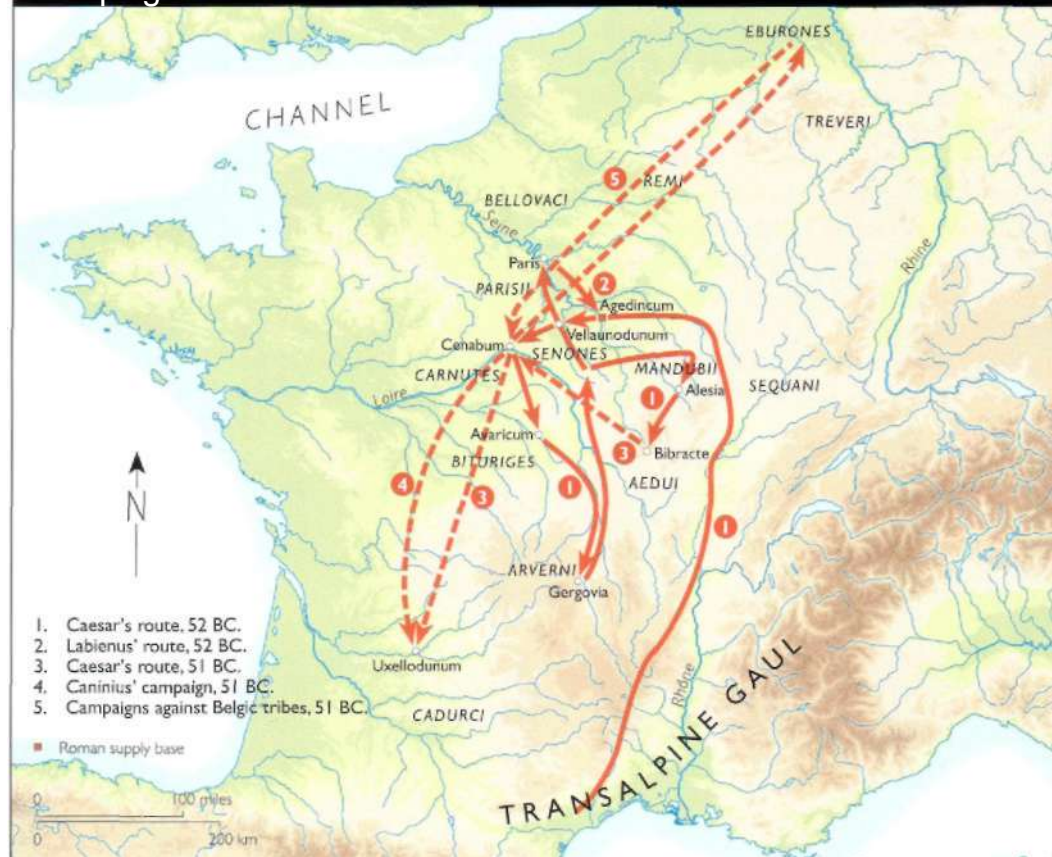 EBURONES
CHANNEL
TREVERI
5
REMI
BELLOVACI
Seine
Rhine
Paris
PARISII
2
Agedincum
Vellaunodunum
Cenabum
SENONES
CARNUTES
MANDUBII
SEQUANI
Loire
1
Alesia
Avaricum
3
Bibracte
BITURIGES
AEDUI
4
3
1
1
N
ARVERNI
Gergovia
1. Caesar's route, 52 BC.
2. Labienus' route, 52 BC.
3. Caesar's route, 51 BC.
4. Caninius' campaign, 51 BC.
5. Campaigns against Belgic tribes, 51 BC.
Uxellodunum
Rhône
CADURCI
TRANSALPINE GAUL
Roman supply base
0 100 miles
0 200 km